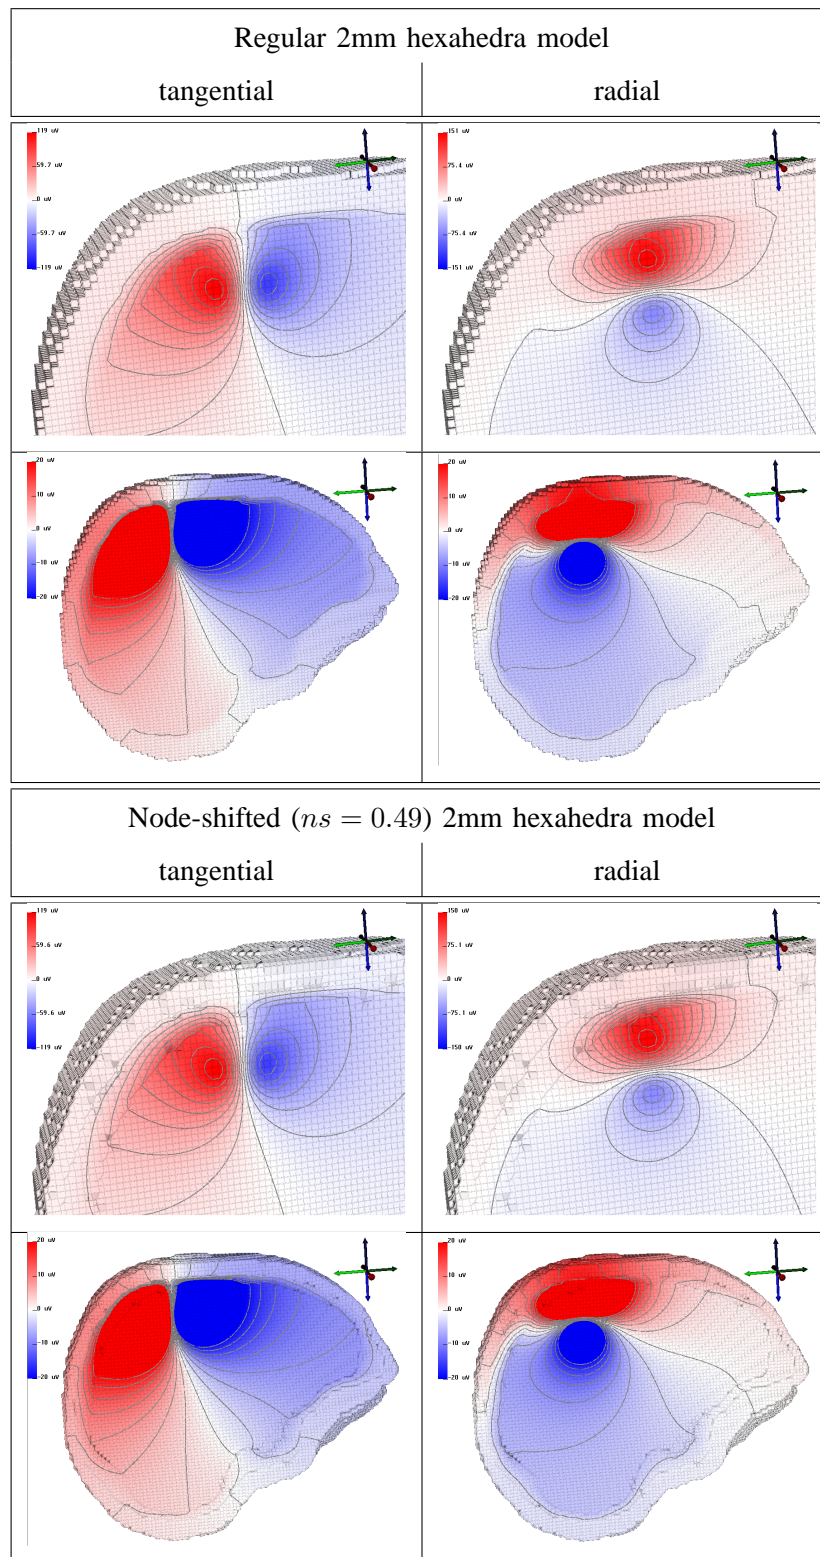 Regular 2mm hexahedra model
tangential radial
119 uV
59.7 uV
0 uV
-59.7 uV
-119 uV
151 uV
75.4 uV
0 uV
-75.4 uV
-151 uV
20 uV
10 uV
0 uV
-10 uV
-20 uV
20 uV
10 uV
0 uV
-10 uV
-20 uV
Node-shifted (ns = 0.49) 2mm hexahedra model
tangential radial
119 uV
59.6 uV
0 uV
-59.6 uV
-119 uV
150 uV
75.1 uV
0 uV
-75.1 uV
-150 uV
20 uV
10 uV
0 uV
-10 uV
-20 uV
20 uV
10 uV
0 uV
-10 uV
-20 uV